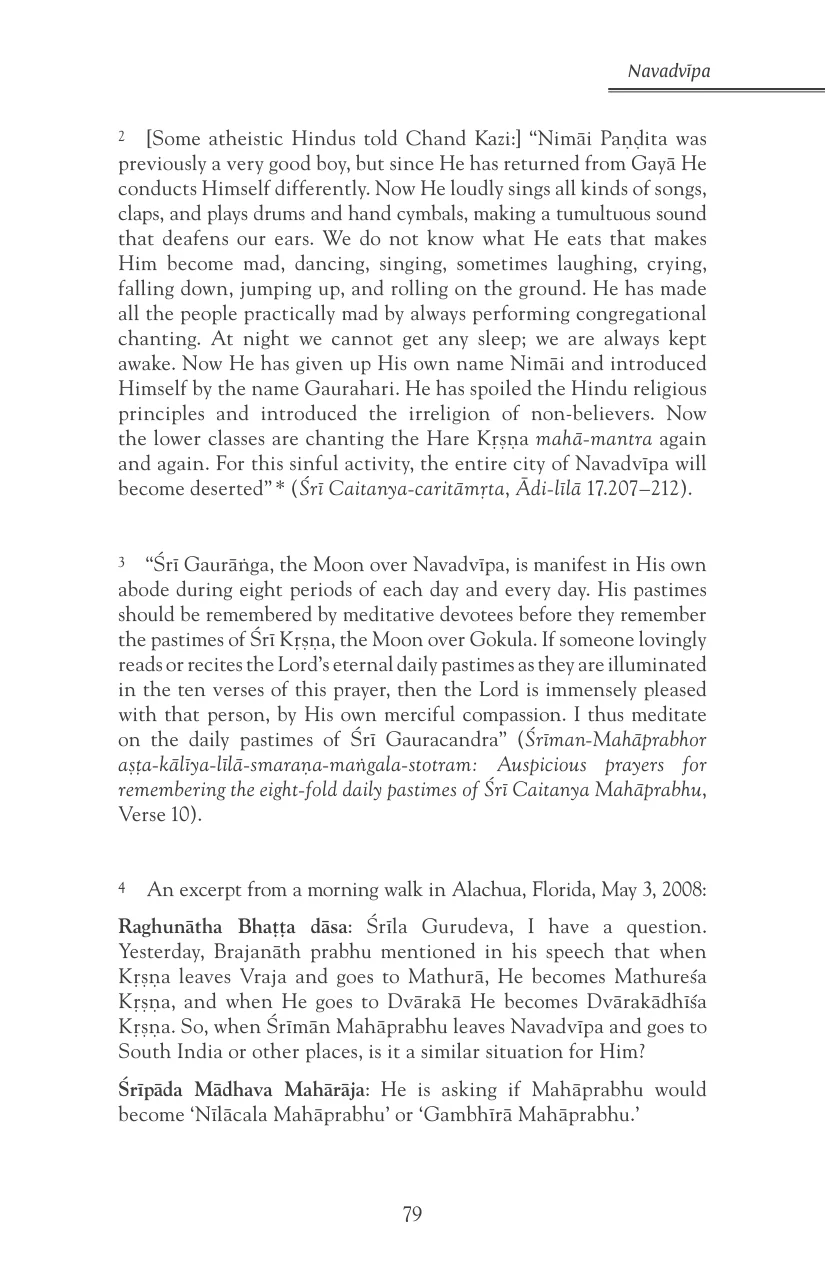 Navadvīpa
2 [Some atheistic Hindus told Chand Kazi:] “Nimāi Paṇḍita was
previously a very good boy, but since He has returned from Gayā He
conducts Himself differently. Now He loudly sings all kinds of songs,
claps, and plays drums and hand cymbals, making a tumultuous sound
that deafens our ears. We do not know what He eats that makes
Him become mad, dancing, singing, sometimes laughing, crying,
falling down, jumping up, and rolling on the ground. He has made
all the people practically mad by always performing congregational
chanting. At night we cannot get any sleep; we are always kept
awake. Now He has given up His own name Nimāi and introduced
Himself by the name Gaurahari. He has spoiled the Hindu religious
principles and introduced the irreligion of non-believers. Now
the lower classes are chanting the Hare Kṛṣṇa mahā-mantra again
and again. For this sinful activity, the entire city of Navadvīpa will
become deserted” * (Śrī Caitanya-caritāmṛta, Ādi-līlā 17.207–212).
3 “Śrī Gaurāṅga, the Moon over Navadvīpa, is manifest in His own
abode during eight periods of each day and every day. His pastimes
should be remembered by meditative devotees before they remember
the pastimes of Śrī Kṛṣṇa, the Moon over Gokula. If someone lovingly
reads or recites the Lord’s eternal daily pastimes as they are illuminated
in the ten verses of this prayer, then the Lord is immensely pleased
with that person, by His own merciful compassion. I thus meditate
on the daily pastimes of Śrī Gauracandra” (Śrīman-Mahāprabhor
aṣṭa-kālīya-līlā-smaraṇa-maṅgala-stotram: Auspicious prayers for
remembering the eight-fold daily pastimes of Śrī Caitanya Mahāprabhu,
Verse 10).
4 An excerpt from a morning walk in Alachua, Florida, May 3, 2008:
Raghunātha Bhaṭṭa dāsa: Śrīla Gurudeva, I have a question.
Yesterday, Brajanāth prabhu mentioned in his speech that when
Kṛṣṇa leaves Vraja and goes to Mathurā, He becomes Mathureśa
Kṛṣṇa, and when He goes to Dvārakā He becomes Dvārakādhīśa
Kṛṣṇa. So, when Śrīmān Mahāprabhu leaves Navadvīpa and goes to
South India or other places, is it a similar situation for Him?
Śrīpāda Mādhava Mahārāja: He is asking if Mahāprabhu would
become ‘Nīlācala Mahāprabhu’ or ‘Gambhīrā Mahāprabhu.’
79